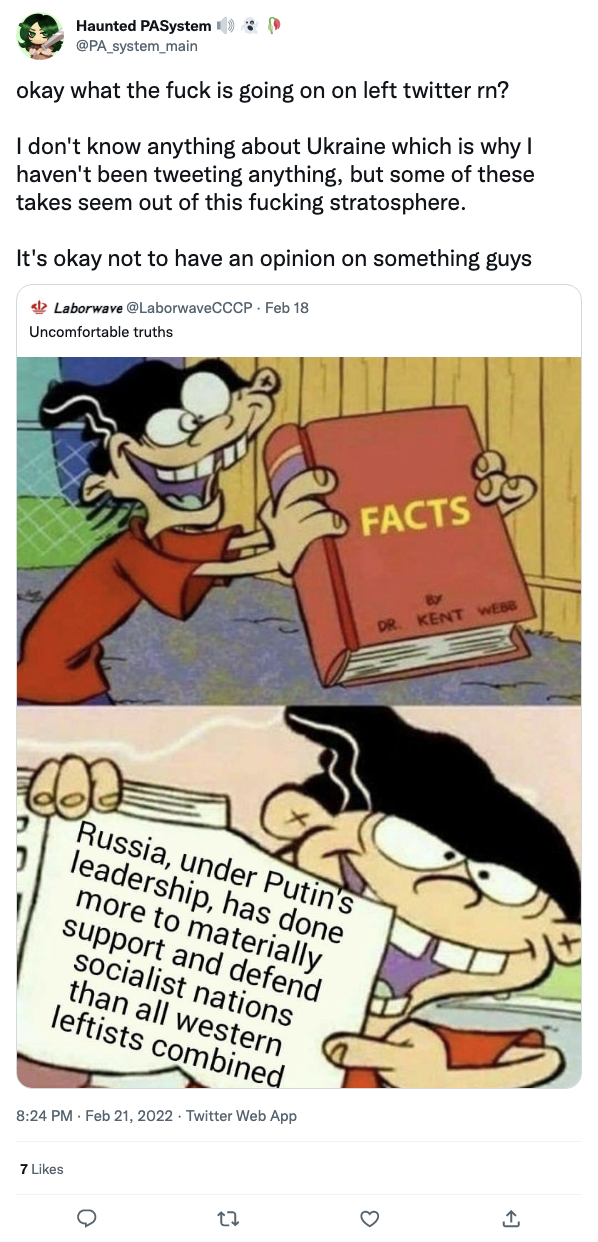 Haunted PASystem
@PA_system_main
okay what the fuck is going on on left twitter rn?
I don't know anything about Ukraine which is why I
haven't been tweeting anything, but some of these
takes seem out of this fucking stratosphere.
It's okay not to have an opinion on something guys
Laborwave @LaborwaveCCCP · Feb 18
Uncomfortable truths
FACTS
BY
DR. KENT WEBB
Russia, under Putin's
leadership, has done
more to materially
support and defend
socialist nations
than all western
leftists combined
8:24 PM · Feb 21, 2022 · Twitter Web App
7 Likes